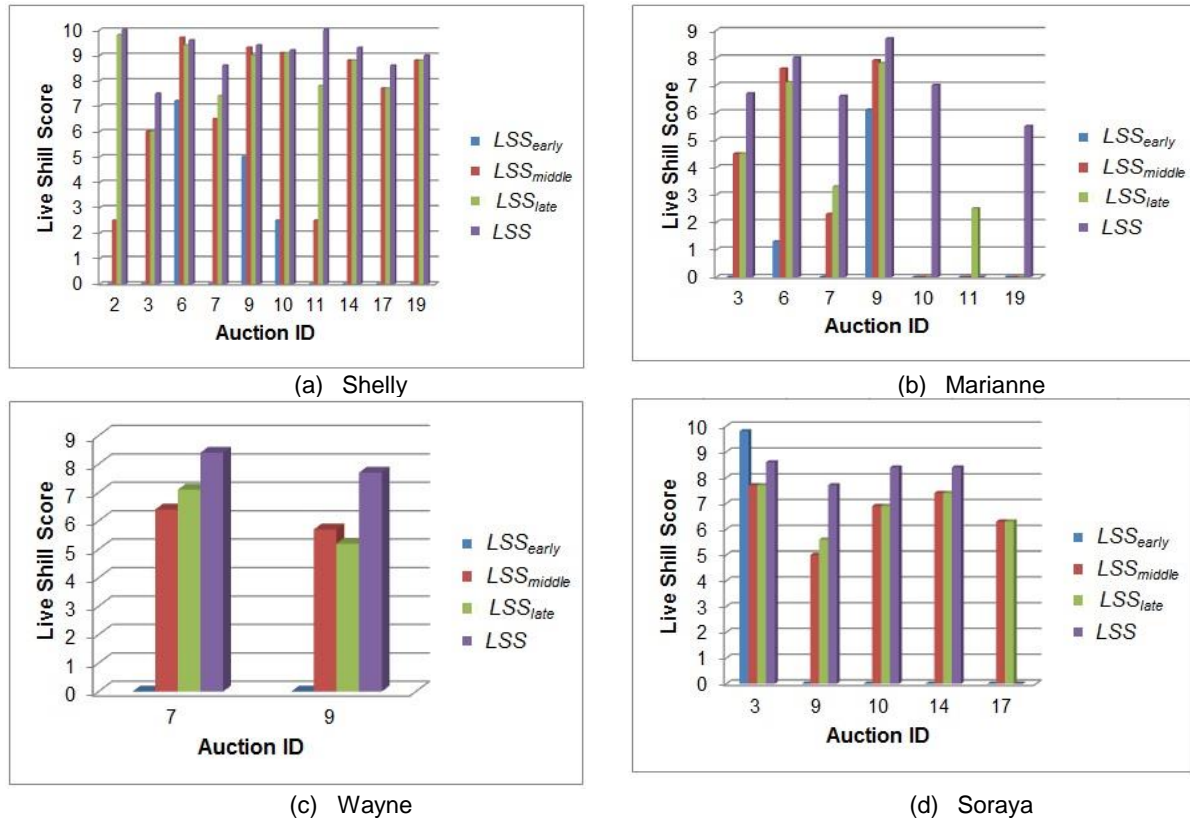 10
9
8
7
6
5
4
3
2
1
0
Live Shill Score
2 3 6 7 9 10 11 14 17 19
Auction ID
LSSearly
LSSmiddle
LSSlate
LSS
(a) Shelly
9
8
7
6
5
4
3
2
1
0
Live Shill Score
3 6 7 9 10 11 19
Auction ID
LSSearly
LSSmiddle
LSSlate
LSS
(b) Marianne
9
8
7
6
5
4
3
2
1
0
Live Shill Score
7 9
Auction ID
LSSearly
LSSmiddle
LSSlate
LSS
(c) Wayne
10
9
8
7
6
5
4
3
2
1
0
Live Shill Score
3 9 10 14 17
Auction ID
LSSearly
LSSmiddle
LSSlate
LSS
(d) Soraya